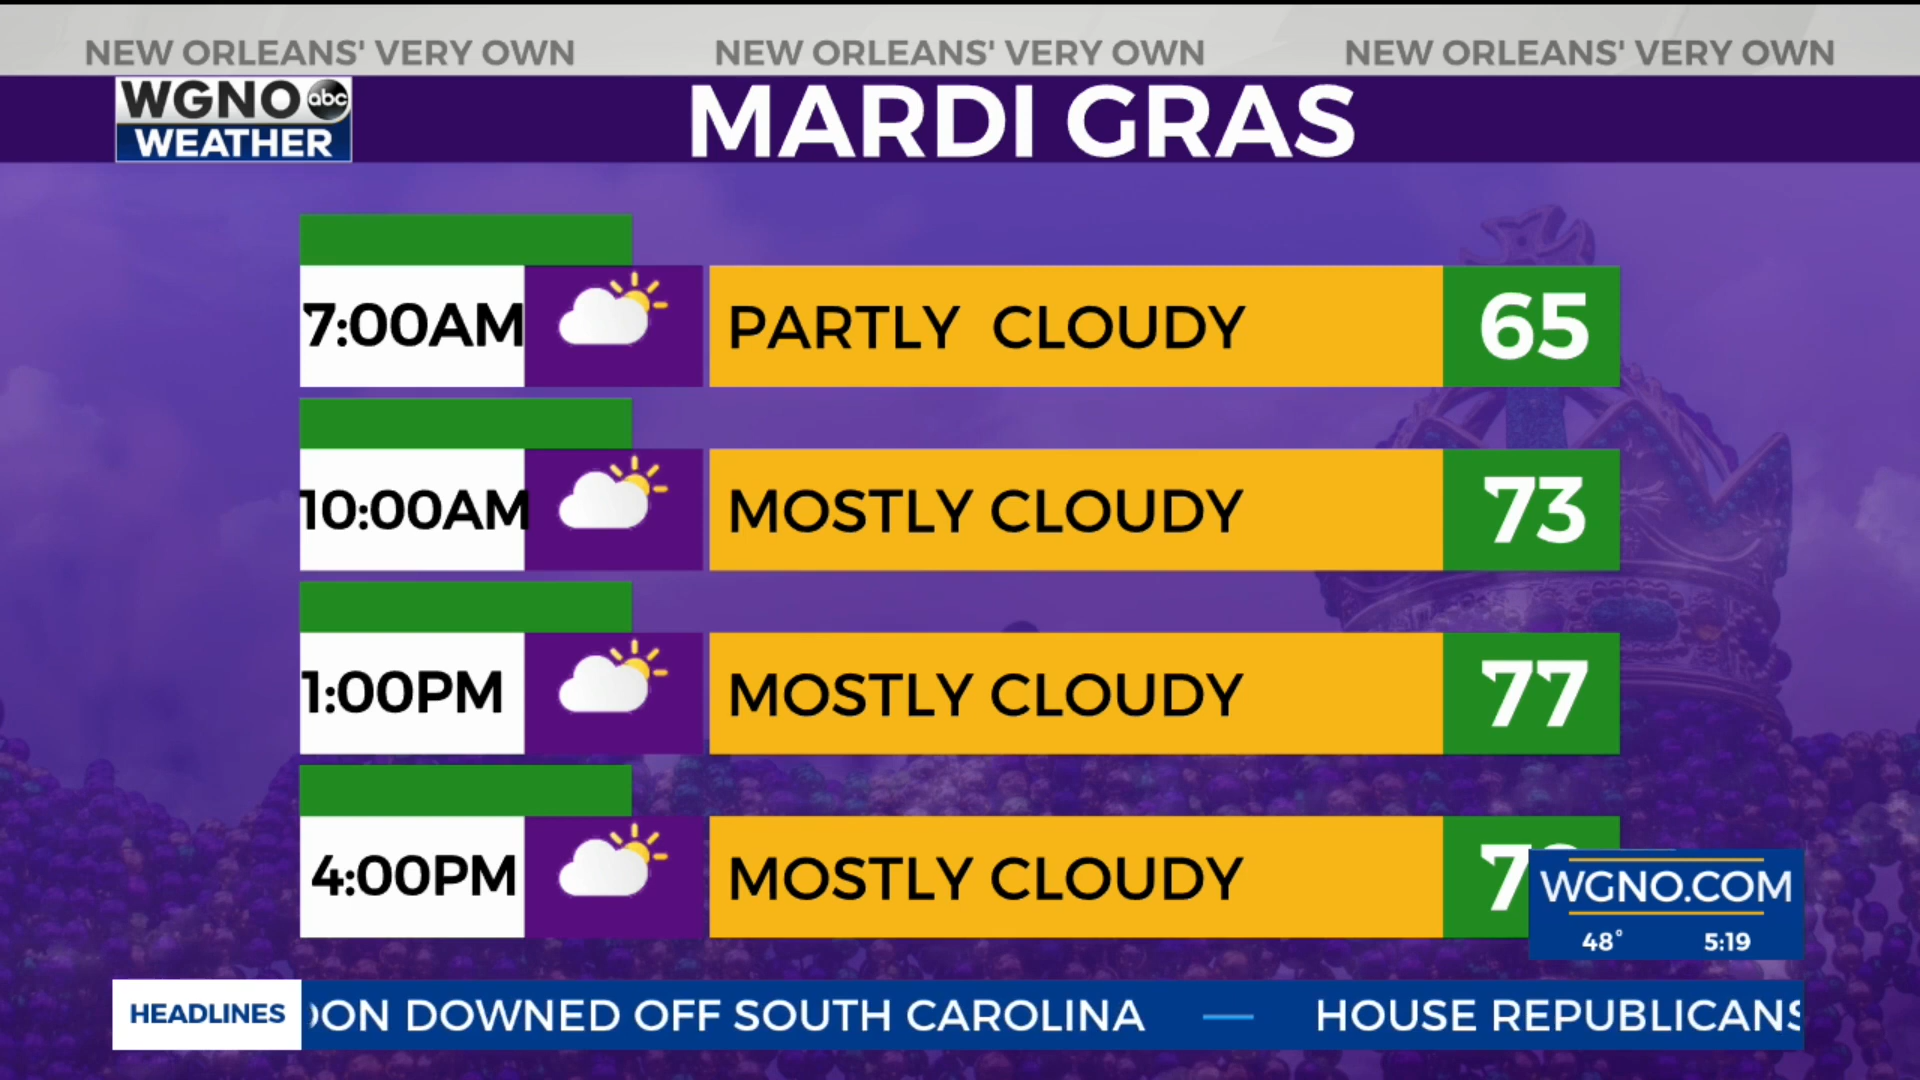 NEW ORLEANS' VERY OWN NEW ORLEANS' VERY OWN NEW ORLEANS' VERY OWN
WGNO abc
WEATHER
MARDI GRAS
7:00AM PARTLY CLOUDY 65
10:00AM MOSTLY CLOUDY 73
1:00PM MOSTLY CLOUDY 77
4:00PM MOSTLY CLOUDY
WGNO.COM
48° 5:19
HEADLINES DOWNED OFF SOUTH CAROLINA — HOUSE REPUBLICANS